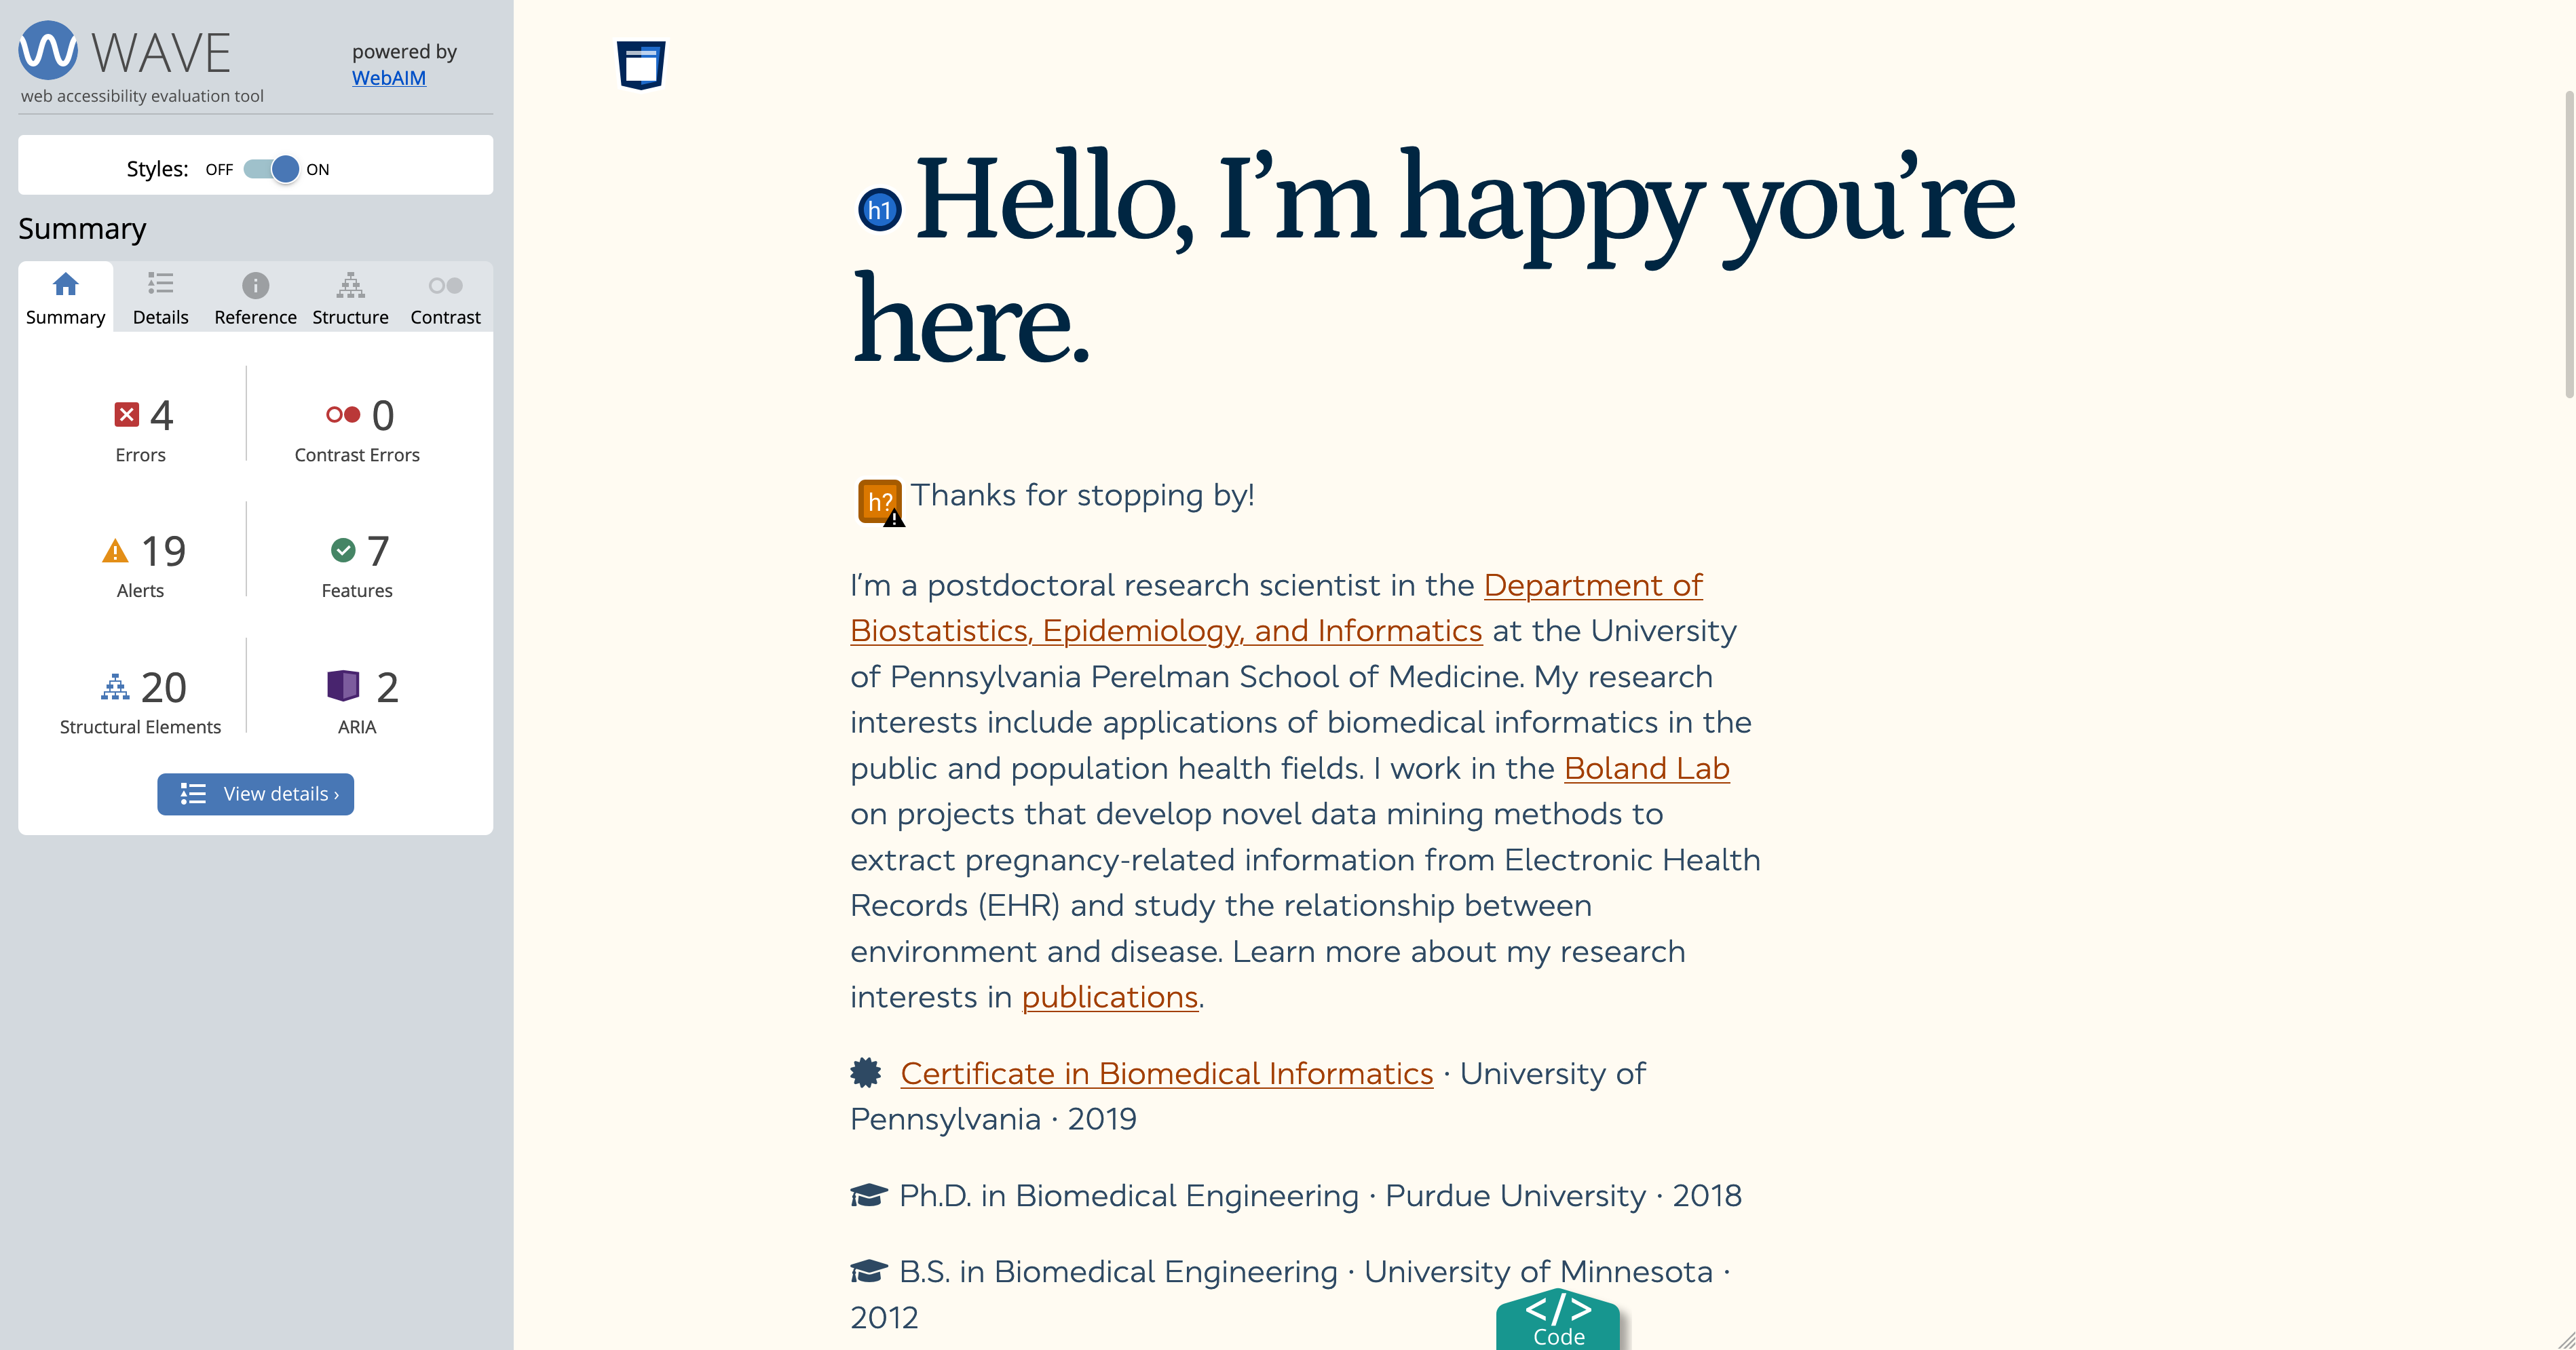 WAVE
powered by
WebAIM
web accessibility evaluation tool
Styles: OFF ON
Summary
Summary Details Reference Structure Contrast
4
Errors
0
Contrast Errors
19
Alerts
7
Features
20
Structural Elements
2
ARIA
View details ›
h1 Hello, I’m happy you’re
here.
h? Thanks for stopping by!
I’m a postdoctoral research scientist in the Department of
Biostatistics, Epidemiology, and Informatics at the University
of Pennsylvania Perelman School of Medicine. My research
interests include applications of biomedical informatics in the
public and population health fields. I work in the Boland Lab
on projects that develop novel data mining methods to
extract pregnancy-related information from Electronic Health
Records (EHR) and study the relationship between
environment and disease. Learn more about my research
interests in publications.
Certificate in Biomedical Informatics · University of
Pennsylvania · 2019
Ph.D. in Biomedical Engineering · Purdue University · 2018
B.S. in Biomedical Engineering · University of Minnesota ·
2012
</>
Code